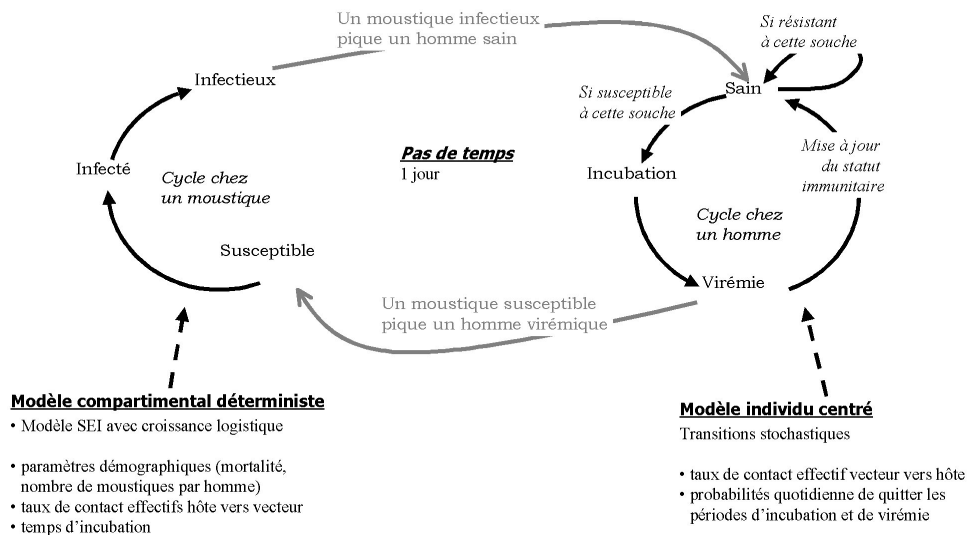 Un moustique infectieux
pique un homme sain
Si résistant
à cette souche
Infectieux
Sain
Si susceptible
à cette souche
Pas de temps
1 jour
Mise à jour
du statut
immunitaire
Infecté
Cycle chez
un moustique
Incubation
Cycle chez
un homme
Susceptible
Virémie
Un moustique susceptible
pique un homme virémique
Modèle compartimental déterministe
• Modèle SEI avec croissance logistique
• paramètres démographiques (mortalité,
nombre de moustiques par homme)
• taux de contact effectifs hôte vers vecteur
• temps d’incubation
Modèle individu centré
Transitions stochastiques
• taux de contact effectif vecteur vers hôte
• probabilités quotidienne de quitter les
périodes d’incubation et de virémie